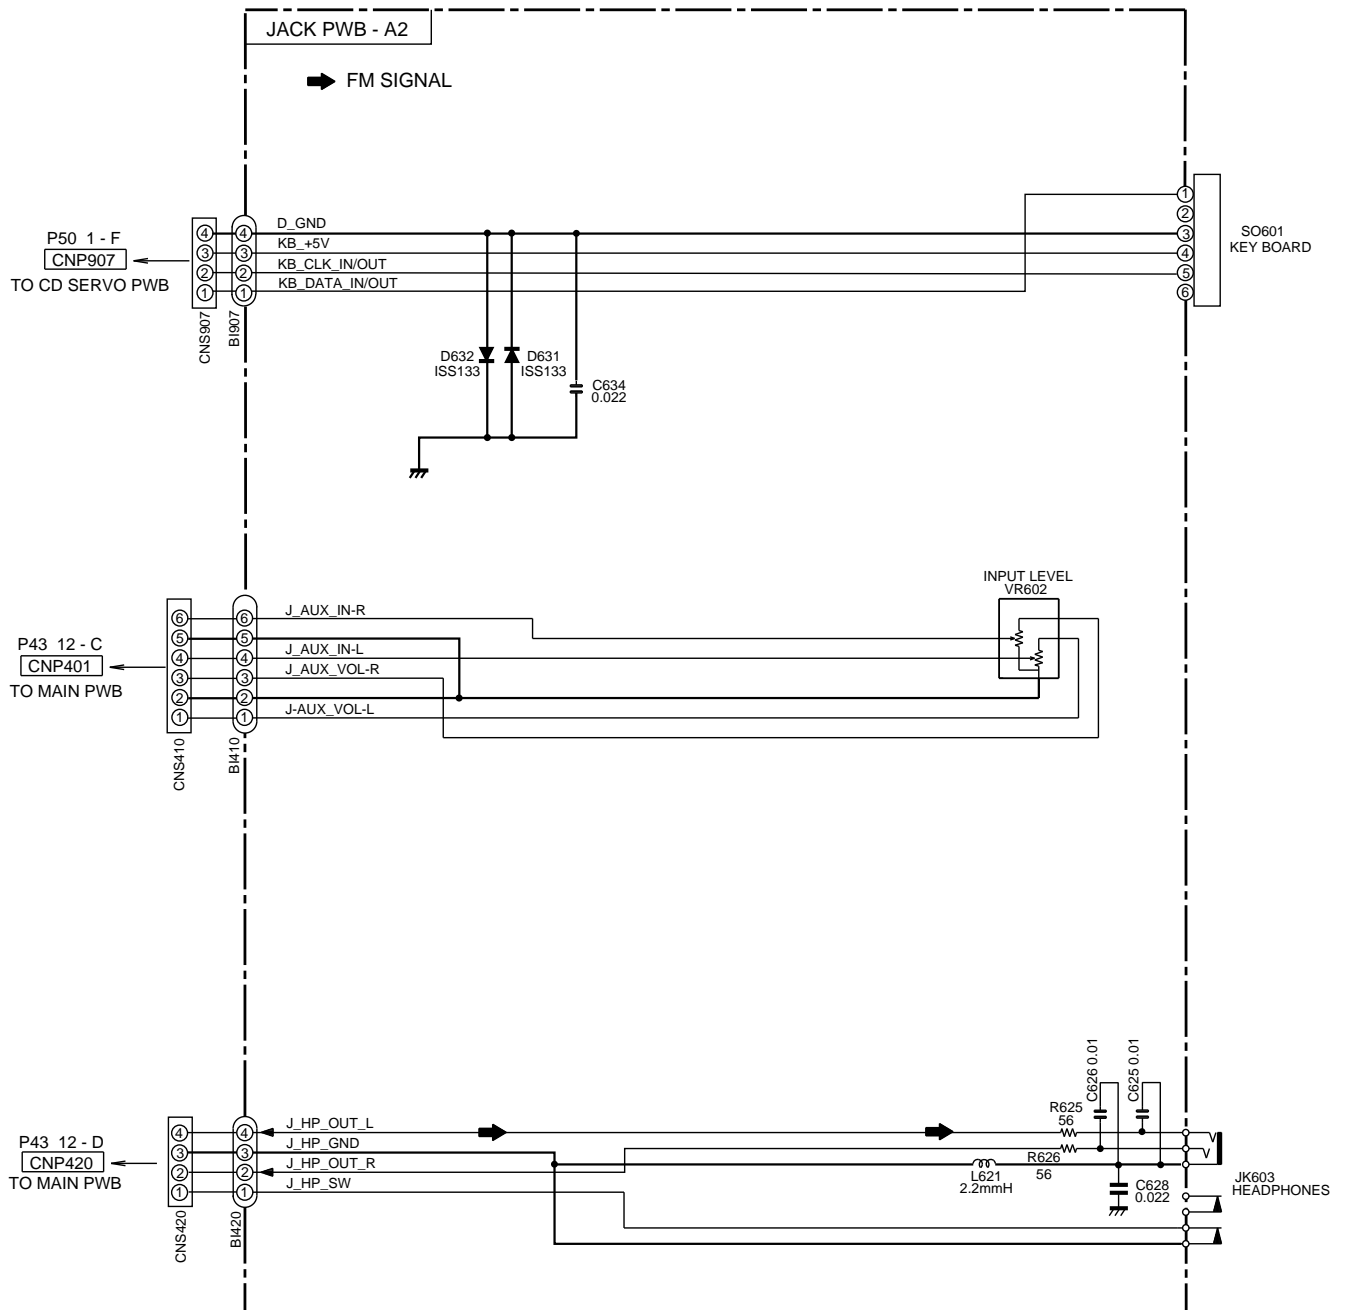 JACK PWB - A2
FM SIGNAL
P50 1 - F
CNP907
TO CD SERVO PWB
4
3
2
1
CNS907
4
3
2
1
BI907
D_GND
KB_+5V
KB_CLK_IN/OUT
KB_DATA_IN/OUT
D632
ISS133
D631
ISS133
C634
0.022
1
2
3
4
5
6
SO601
KEY BOARD
P43 12 - C
CNP401
TO MAIN PWB
6
5
4
3
2
1
CNS410
6
5
4
3
2
1
BI410
J_AUX_IN-R
J_AUX_IN-L
J_AUX_VOL-R
J-AUX_VOL-L
INPUT LEVEL
VR602
P43 12 - D
CNP420
TO MAIN PWB
4
3
2
1
CNS420
4
3
2
1
BI420
J_HP_OUT_L
J_HP_GND
J_HP_OUT_R
J_HP_SW
C626 0.01
C625 0.01
R625
56
R626
56
L621
2.2mmH
C628
0.022
JK603
HEADPHONES